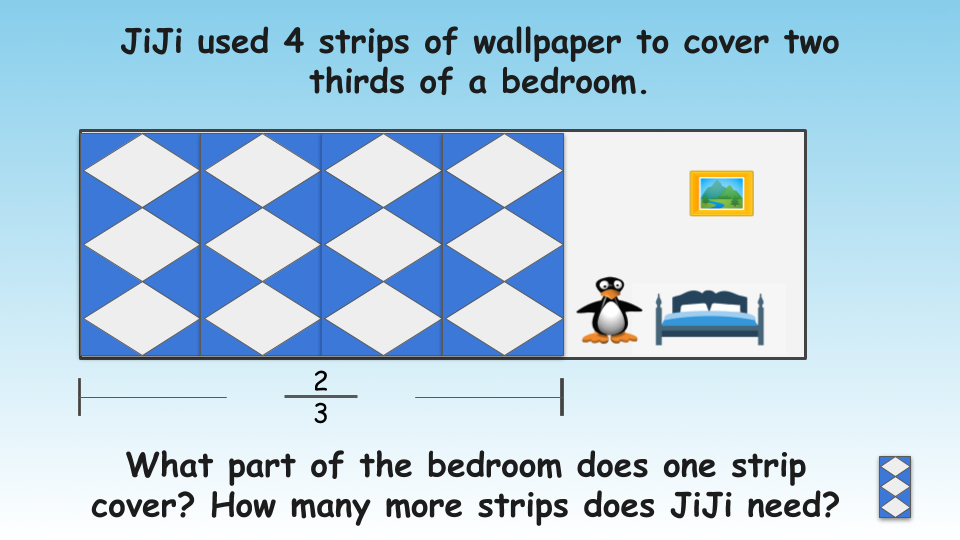 JiJi used 4 strips of wallpaper to cover two
thirds of a bedroom.
2
3
What part of the bedroom does one strip
cover? How many more strips does JiJi need?